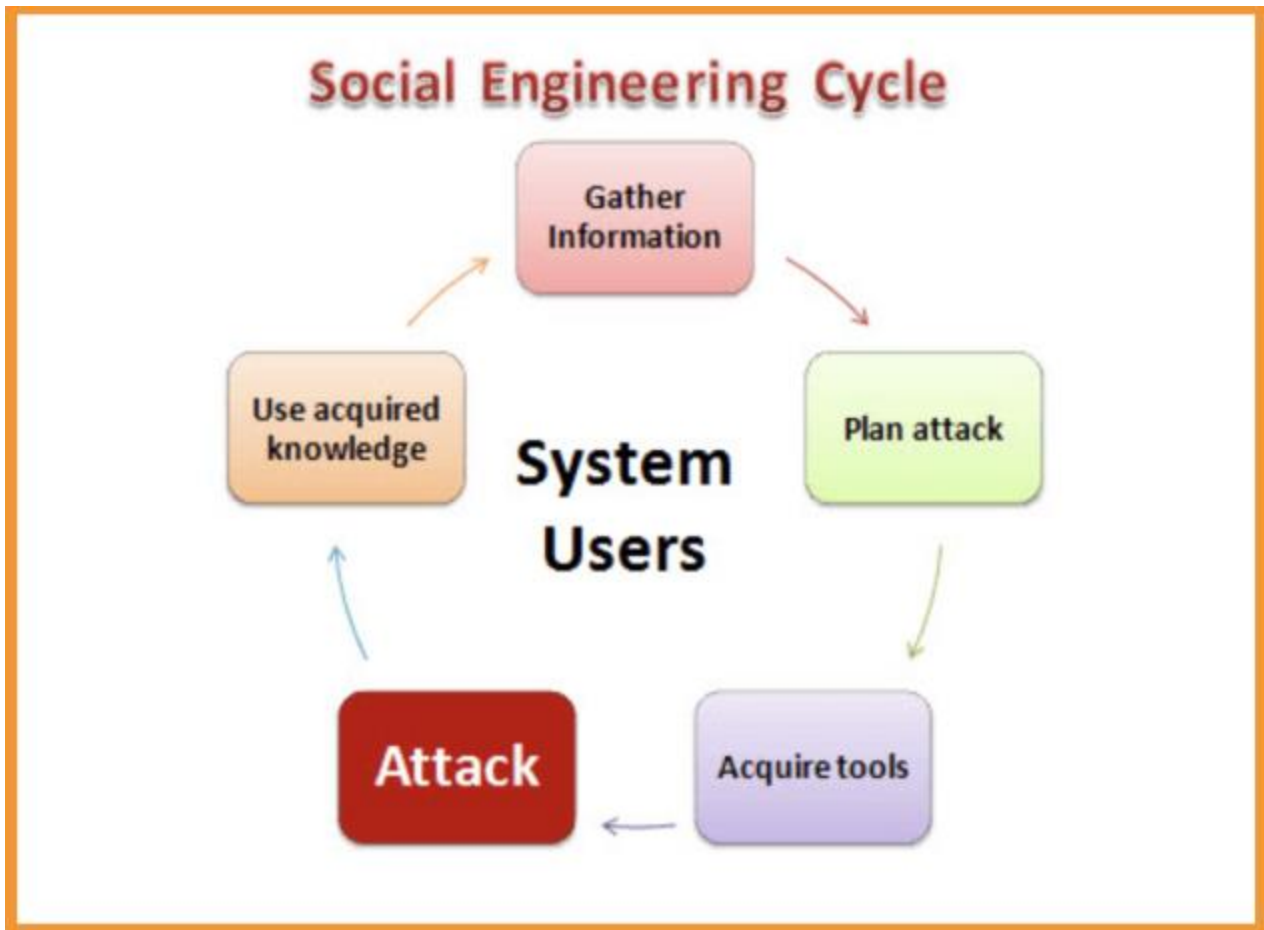 Social Engineering Cycle
Gather
Information
Plan attack
Acquire tools
Attack
Use acquired
knowledge
System
Users